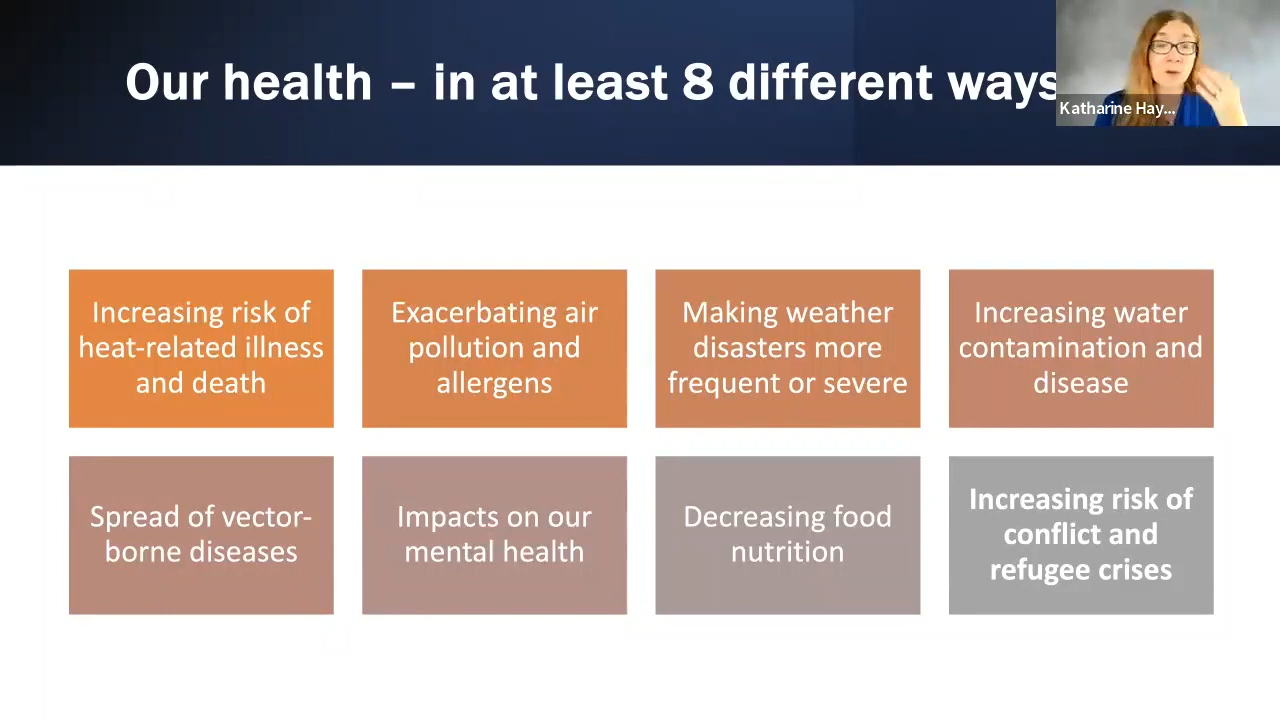 Our health – in at least 8 different ways
Katharine Hay...
Increasing risk of
heat-related illness
and death
Exacerbating air
pollution and
allergens
Making weather
disasters more
frequent or severe
Increasing water
contamination and
disease
Spread of vector-
borne diseases
Impacts on our
mental health
Decreasing food
nutrition
Increasing risk of
conflict and
refugee crises